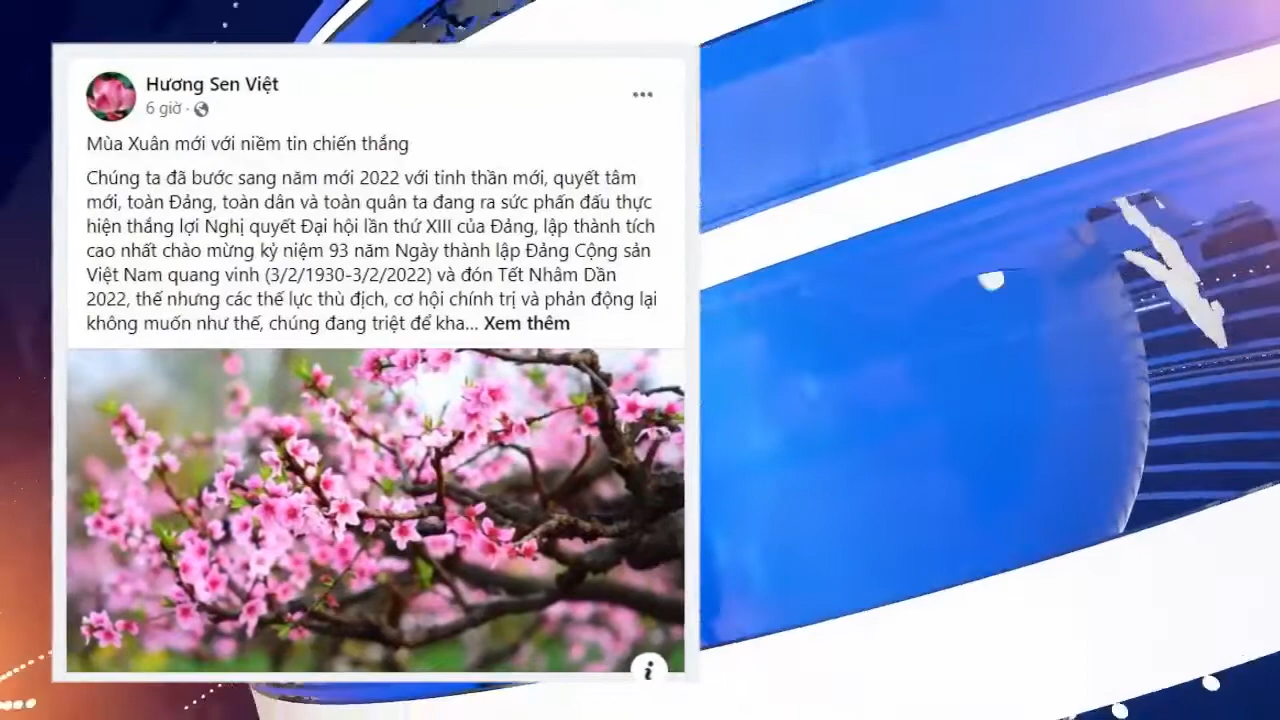 Hương Sen Việt
6 giờ ·
Mùa Xuân mới với niềm tin chiến thắng
Chúng ta đã bước sang năm mới 2022 với tinh thần mới, quyết tâm
mới, toàn Đảng, toàn dân và toàn quân ta đang ra sức phấn đấu thực
hiện thắng lợi Nghị quyết Đại hội lần thứ XIII của Đảng, lập thành tích
cao nhất chào mừng kỷ niệm 93 năm Ngày thành lập Đảng Cộng sản
Việt Nam quang vinh (3/2/1930-3/2/2022) và đón Tết Nhâm Dần
2022, thế nhưng các thế lực thù địch, cơ hội chính trị và phản động lại
không muốn như thế, chúng đang triệt để kha... Xem thêm